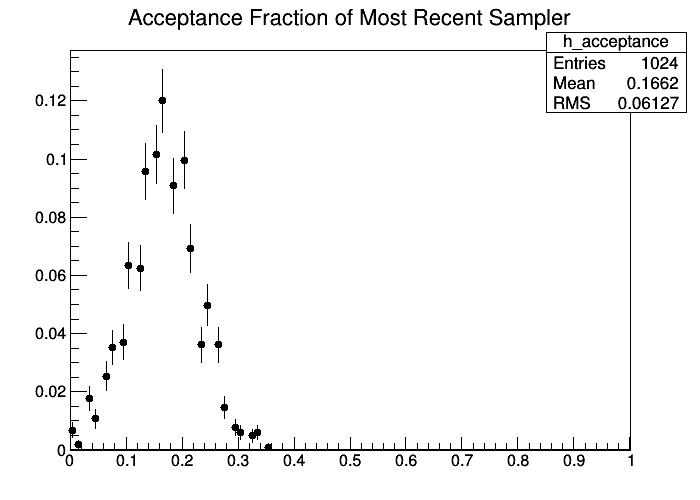 Acceptance Fraction of Most Recent Sampler
h_acceptance
Entries 1024
Mean 0.1662
RMS 0.06127
0.12
0.1
0.08
0.06
0.04
0.02
0
0 0.1 0.2 0.3 0.4 0.5 0.6 0.7 0.8 0.9 1